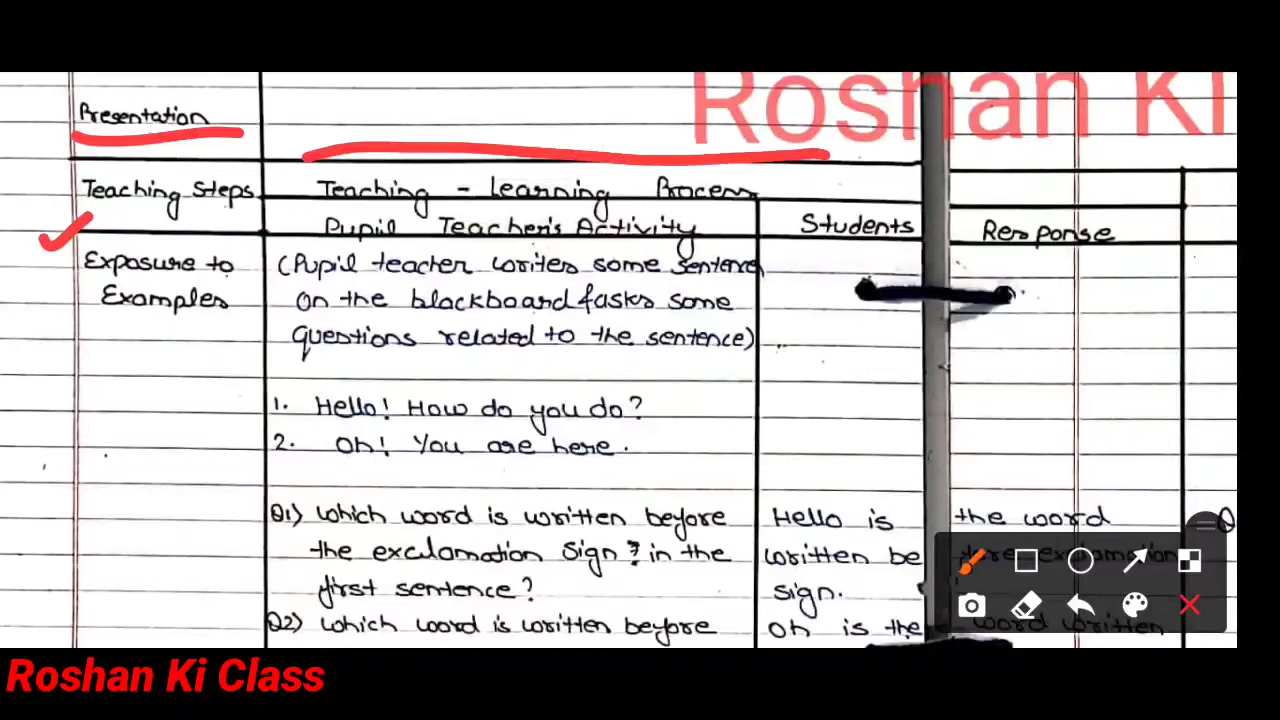 Roshan Ki
Presentation
Teaching Steps
Teaching - Learning Process
Pupil Teacher's Activity
Students Response
Exposure to
Examples
(Pupil teacher writes some sentence
on the blackboard & asks some
questions related to the sentence)
1. Hello! How do you do?
2. Oh! You are here.
Q1) which word is written before
the exclamation sign? in the
first sentence?
Hello is the word
written before exclamation
sign.
Q2) which word is written before
Oh is the word written
Roshan Ki Class